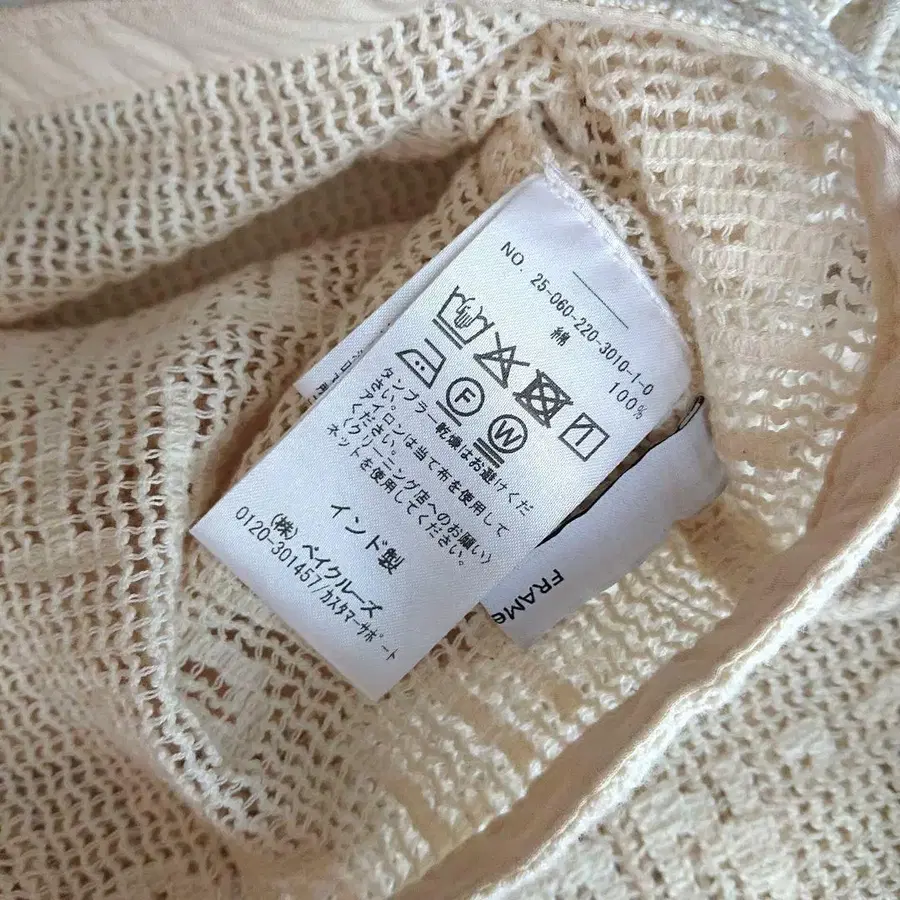 NO. 25-060-220-3010-1-0
綿 100%
F
W
タンブラー乾燥はお避けくだ
さい。
アイロンは当て布を使用して
ください。
(クリーニング店へのお願い)
ネットを使用してください。
インド製
(株)ベイクルーズ
0120-301457/カスタマーサポート
FRAME